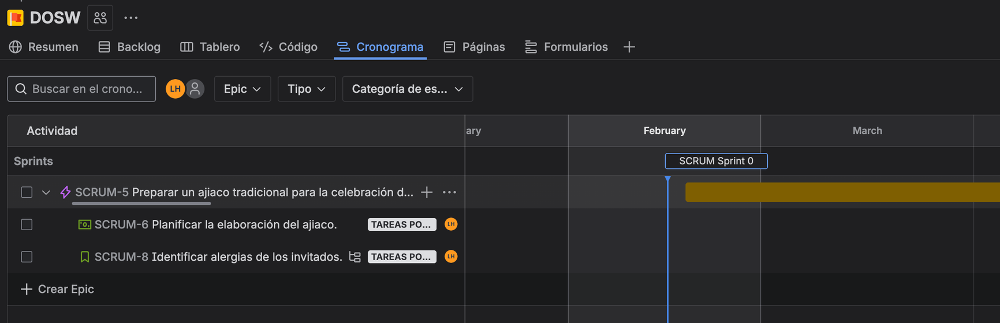 DOSW
Resumen Backlog Tablero Código Cronograma Páginas Formularios
Buscar en el crono... LH Epic Tipo Categoría de es...
Actividad ary February March
Sprints SCRUM Sprint 0
SCRUM-5 Preparar un ajiaco tradicional para la celebración d...
SCRUM-6 Planificar la elaboración del ajiaco. TAREAS PO... LH
SCRUM-8 Identificar alergias de los invitados. TAREAS PO... LH
Crear Epic